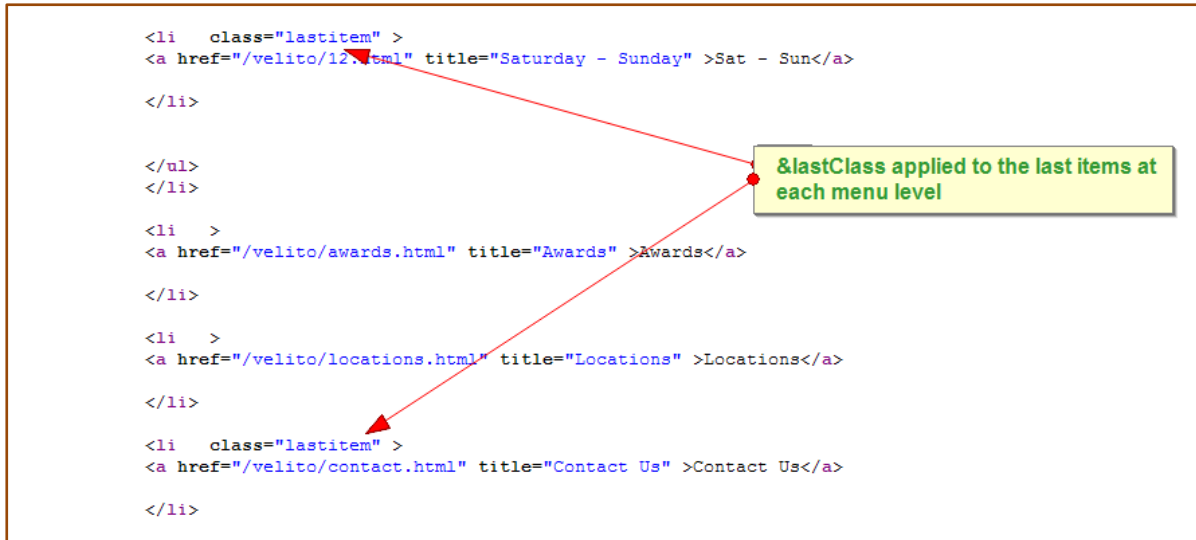 <li   class="lastitem" >
<a href="/velito/12.html" title="Saturday - Sunday" >Sat - Sun</a>
</li>
</ul>
</li>
&lastClass applied to the last items at
each menu level
<li   >
<a href="/velito/awards.html" title="Awards" >Awards</a>
</li>
<li   >
<a href="/velito/locations.html" title="Locations" >Locations</a>
</li>
<li   class="lastitem" >
<a href="/velito/contact.html" title="Contact Us" >Contact Us</a>
</li>